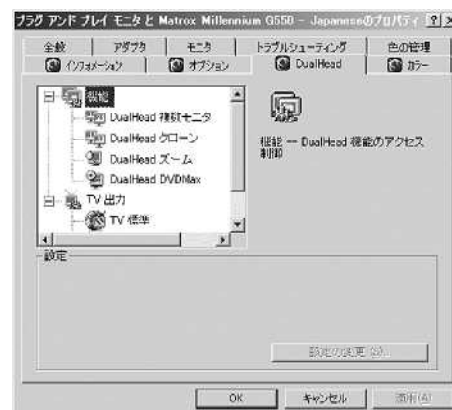 プラグ アンド プレイ モニタと Matrox Millennium G550 - Japaneseのプロパティ
全般 アダプタ モニタ トラブルシューティング 色の管理
インフォメーション オプション DualHead カラー
機能
DualHead 複数モニタ
DualHead クローン
DualHead ズーム
DualHead DVDMax
TV 出力
TV 標準
機能 -- DualHead 機能のアクセス
制御
設定
設定の変更(S)...
OK キャンセル 適用(A)